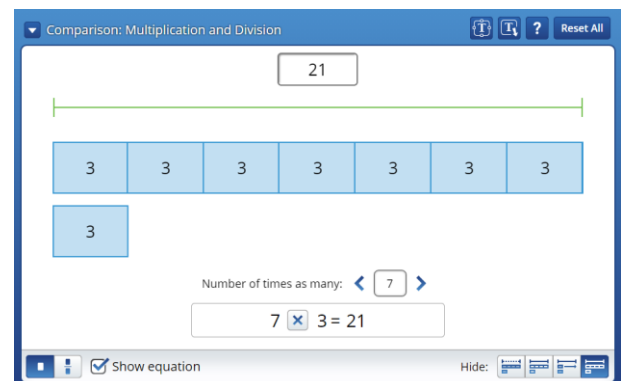 Comparison: Multiplication and Division T T ? Reset All
21
3 3 3 3 3 3 3
3
Number of times as many: 7
7 × 3 = 21
Show equation Hide: